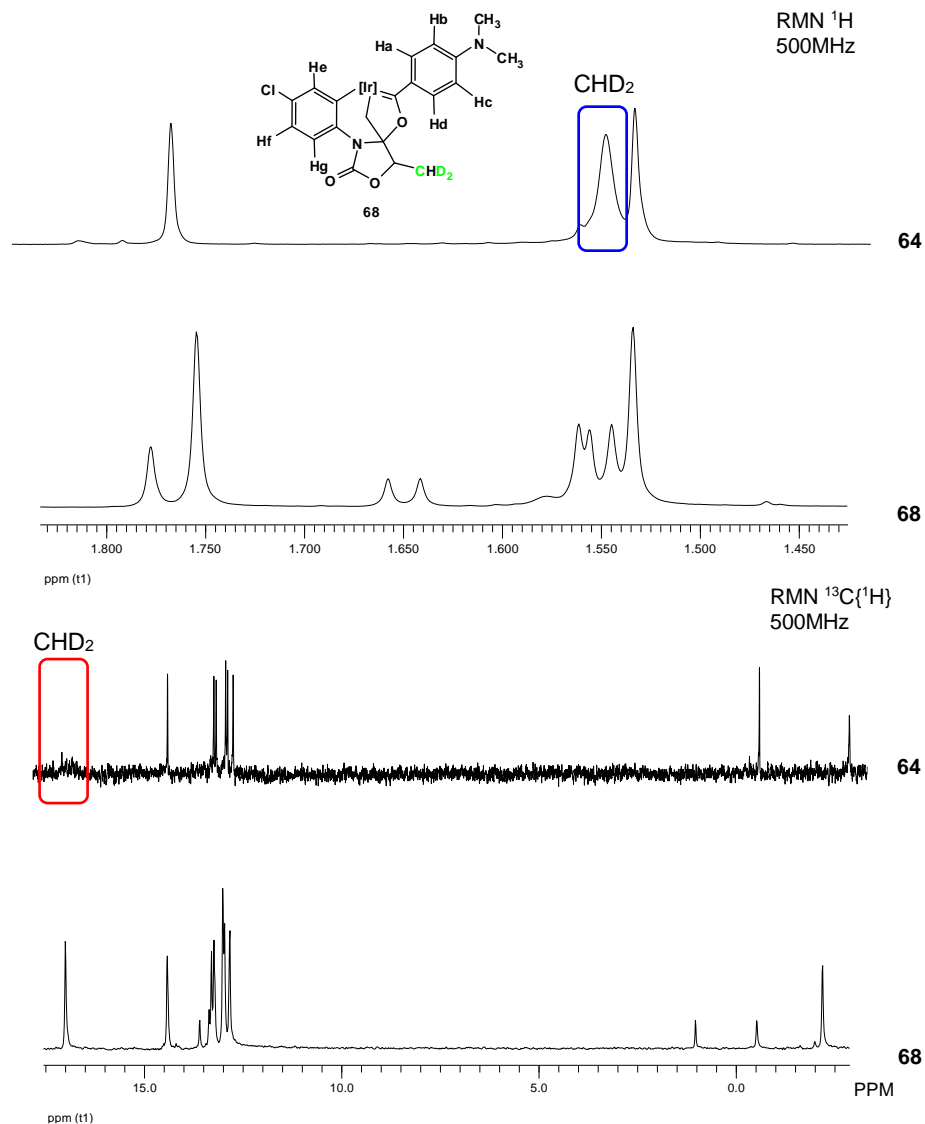 RMN ¹H
500MHz
Hb
CH₃
Ha
N
CH₃
He
Cl
[Ir]
Hc
O
Hd
Hf
N
Hg
O
O
CHD₂
68
CHD₂
64
68
1.800 1.750 1.700 1.650 1.600 1.550 1.500 1.450
ppm (t1)
RMN ¹³C{¹H}
500MHz
CHD₂
64
68
15.0 10.0 5.0 0.0 PPM
ppm (t1)